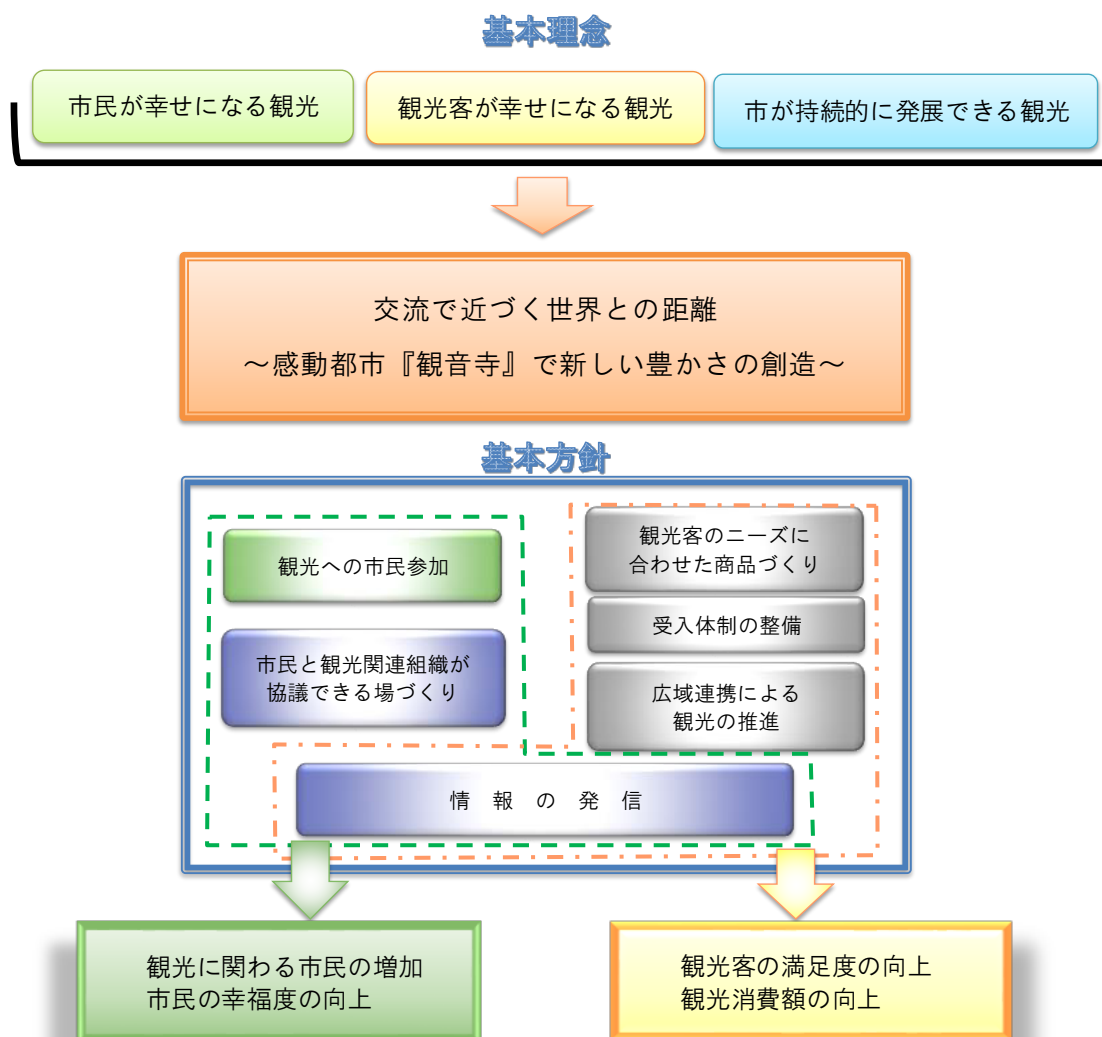 基本理念
市民が幸せになる観光
観光客が幸せになる観光
市が持続的に発展できる観光
交流で近づく世界との距離
～感動都市『観音寺』で新しい豊かさの創造～
基本方針
観光への市民参加
市民と観光関連組織が
協議できる場づくり
観光客のニーズに
合わせた商品づくり
受入体制の整備
広域連携による
観光の推進
情 報 の 発 信
観光に関わる市民の増加
市民の幸福度の向上
観光客の満足度の向上
観光消費額の向上